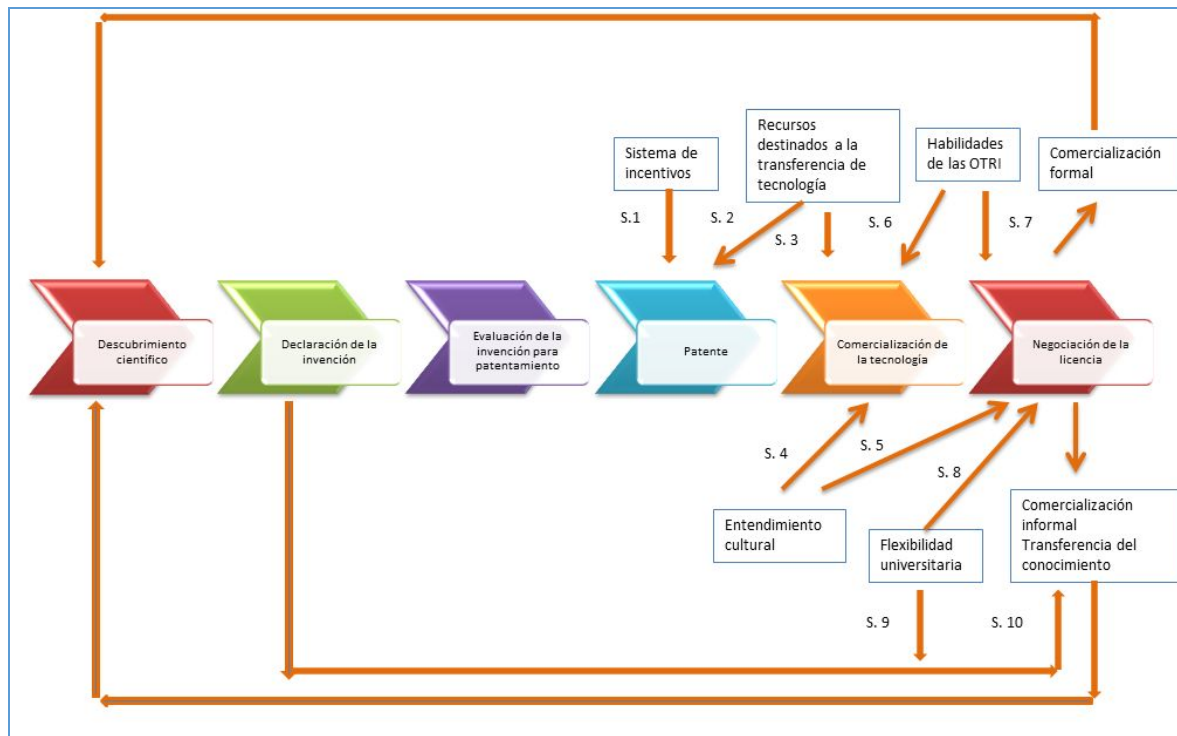 Sistema de
incentivos
Recursos
destinados a la
transferencia de
tecnología
Habilidades
de las OTRI
Comercialización
formal
S.1
S. 2
S. 3
S. 6
S. 7
Descubrimiento
científico
Declaración de la
invención
Evaluación de la
invención para
patentamiento
Patente
Comercialización de
la tecnología
Negociación de la
licencia
S. 4
S. 5
S. 8
Entendimiento
cultural
Flexibilidad
universitaria
Comercialización
informal
Transferencia del
conocimiento
S. 9
S. 10